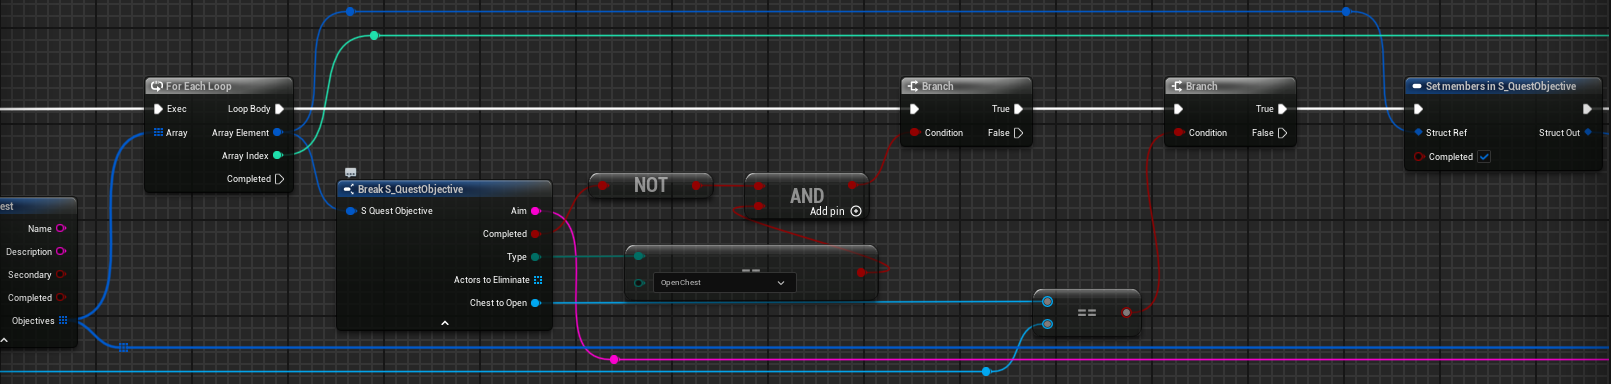 For Each Loop
Exec
Loop Body
Array
Array Element
Array Index
Completed
est
Name
Description
Secondary
Completed
Objectives
Break S_QuestObjective
S Quest Objective
Aim
Completed
Type
Actors to Eliminate
Chest to Open
NOT
AND
Add pin
==
OpenChest
==
Branch
True
Condition
False
Branch
True
Condition
False
Set members in S_QuestObjective
Struct Ref
Struct Out
Completed